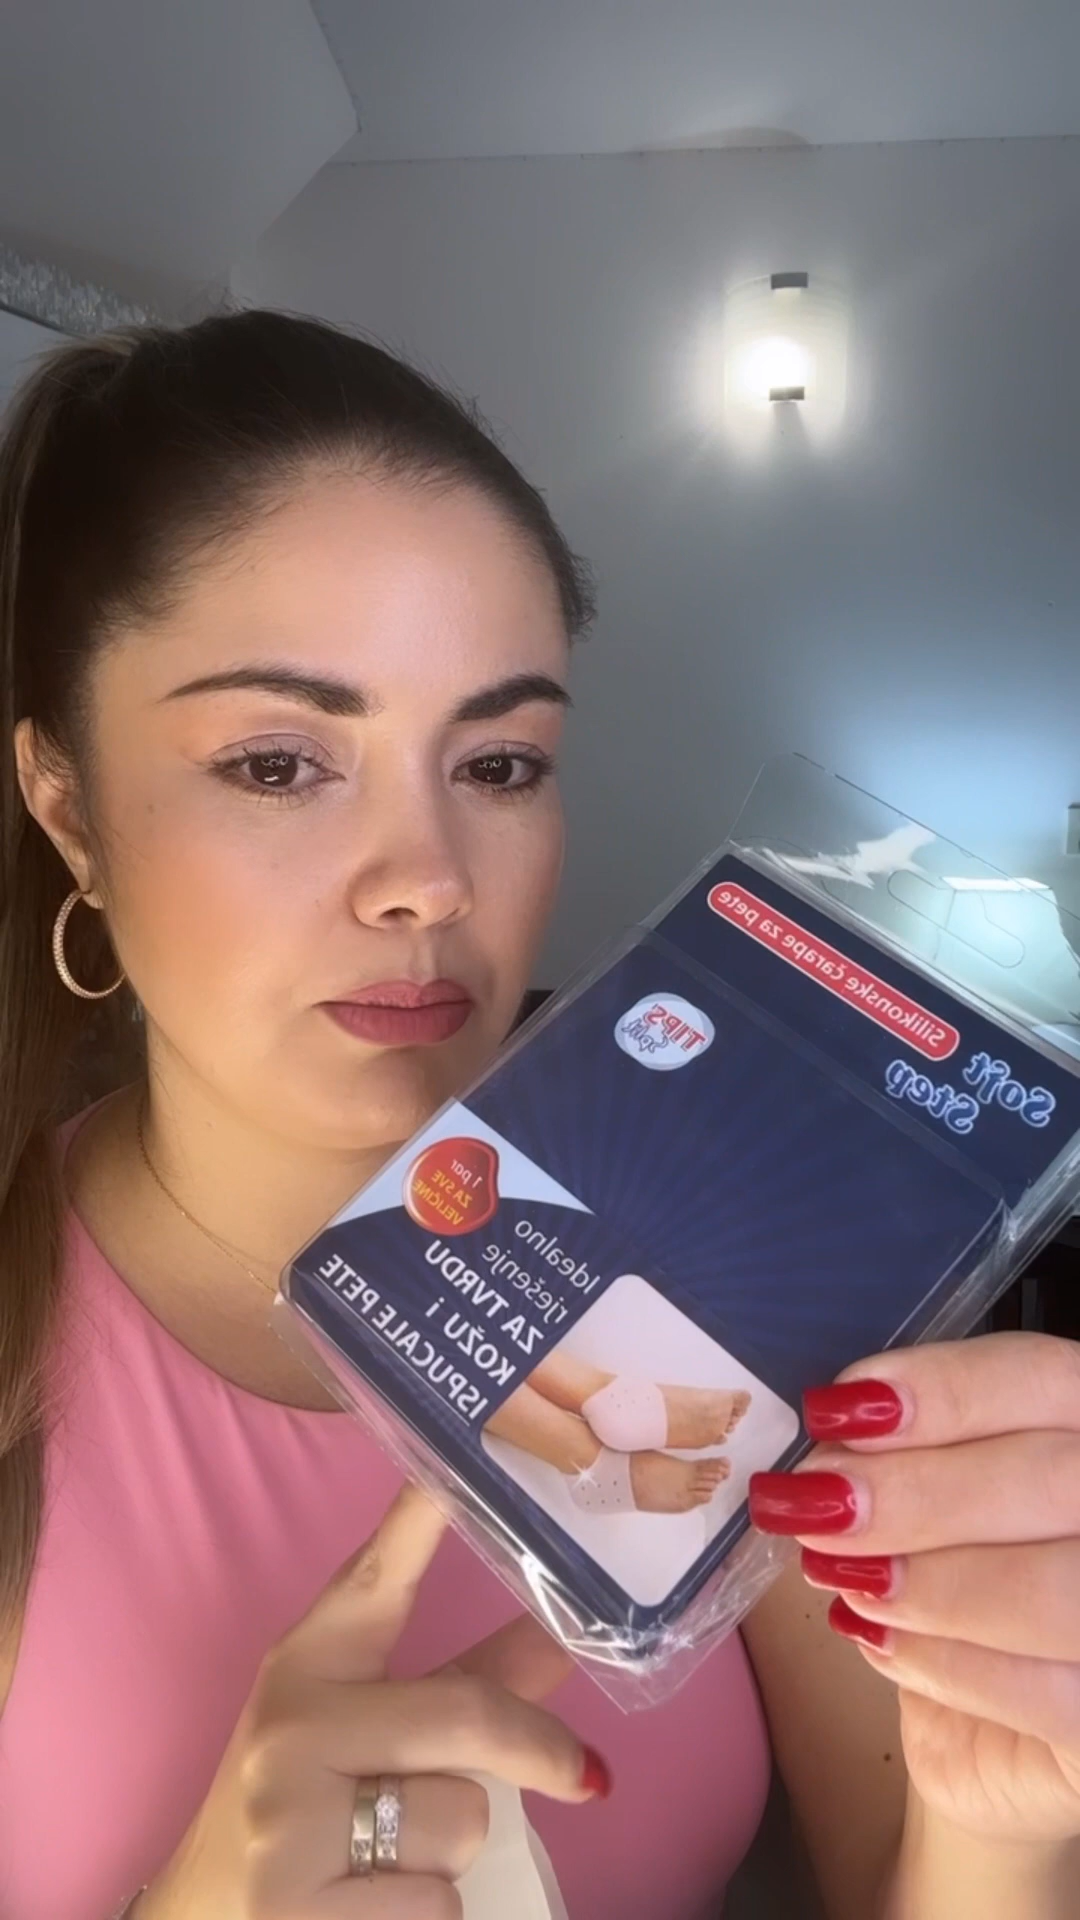 Silikonske čarape za pete
Soft
Step
TIPS
Split
1 par
ZA SVE
VELIČINE
Idealno
rješenje
ZA TVRDU
KOŽU i
ISPUCALE PETE